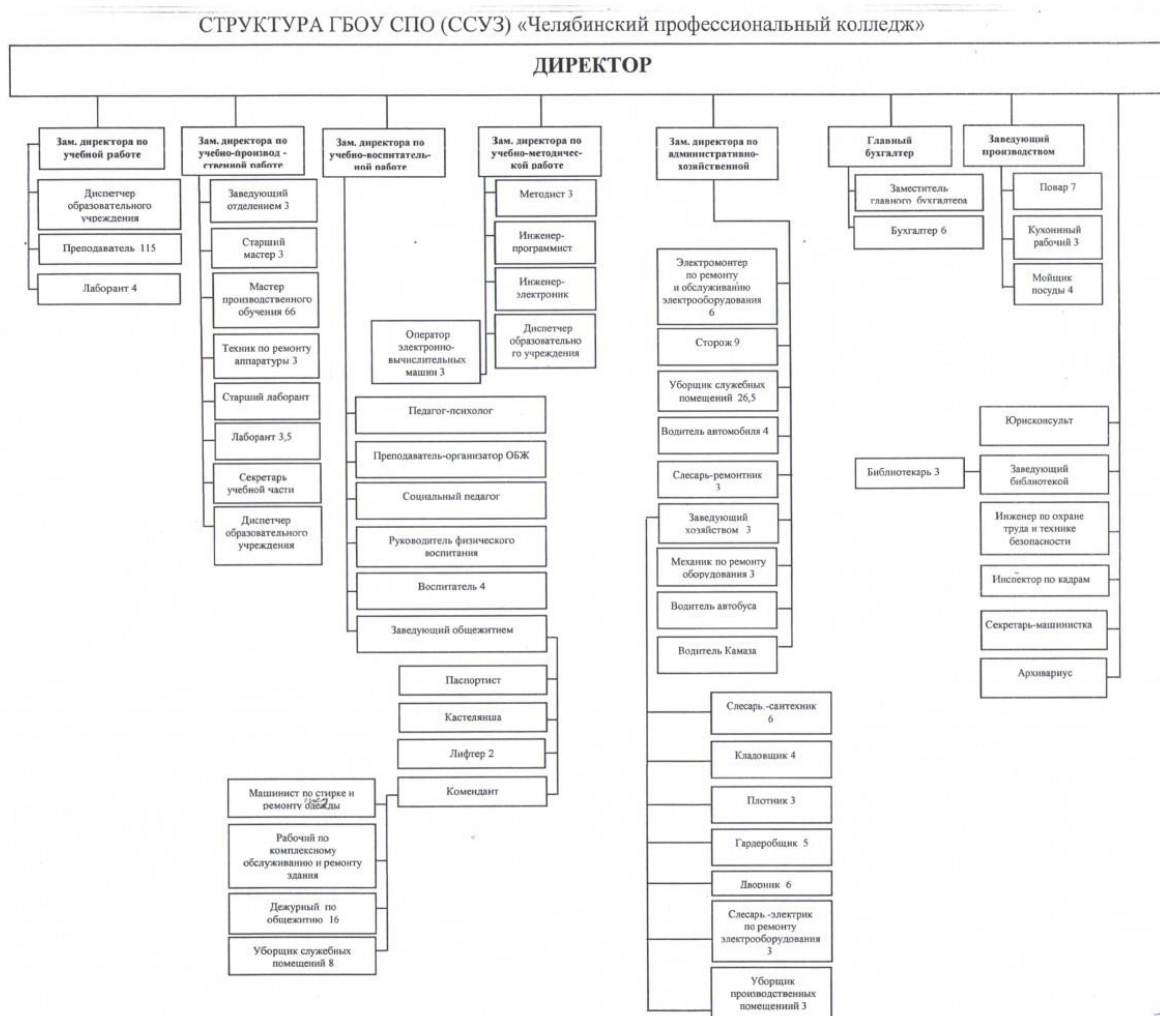 СТРУКТУРА ГБОУ СПО (ССУЗ) «Челябинский профессиональный колледж»
ДИРЕКТОР
Зам. директора по
учебной работе
Диспетчер
образовательного
учреждения
Преподаватель 115
Лаборант 4
Зам. директора по
учебно-производ -
ственной работе
Заведующий
отделением 3
Старший
мастер 3
Мастер
производственного
обучения 66
Техник по ремонту
аппаратуры 3
Старший лаборант
Лаборант 3,5
Секретарь
учебной части
Диспетчер
образовательного
учреждения
Зам. директора по
учебно-воспитатель-
ной работе
Педагог-психолог
Преподаватель-организатор ОБЖ
Социальный педагог
Руководитель физического
воспитания
Воспитатель 4
Заведующий общежитием
Паспортист
Кастелянша
Лифтер 2
Комендант
Машинист по стирке и
ремонту одежды
Рабочий по
комплексному
обслуживанию и ремонту
здания
Дежурный по
общежитию 16
Уборщик служебных
помещений 8
Зам. директора по
учебно-методичес-
кой работе
Методист 3
Инженер-
программист
Инженер-
электроник
Диспетчер
образовательно
го учреждения
Оператор
электронно-
вычислительных
машин 3
Зам. директора по
административно-
хозяйственной
Электромонтер
по ремонту
и обслуживанию
электрооборудования
6
Сторож 9
Уборщик служебных
помещений 26,5
Водитель автомобиля 4
Слесарь-ремонтник
3
Заведующий
хозяйством 3
Механик по ремонту
оборудования 3
Водитель автобуса
Водитель Камаза
Слесарь.-сантехник
6
Кладовщик 4
Плотник 3
Гардеробщик 5
Дворник 6
Слесарь.-электрик
по ремонту
электрооборудования
3
Уборщик
производственных
помещениий 3
Главный
бухгалтер
Заместитель
главного бухгалтера
Бухгалтер 6
Заведующий
производством
Повар 7
Кухонный
рабочий 3
Мойщик
посуды 4
Юрисконсульт
Библиотекарь 3
Заведующий
библиотекой
Инженер по охране
труда и технике
безопасности
Инспектор по кадрам
Секретарь-машинистка
Архивариус